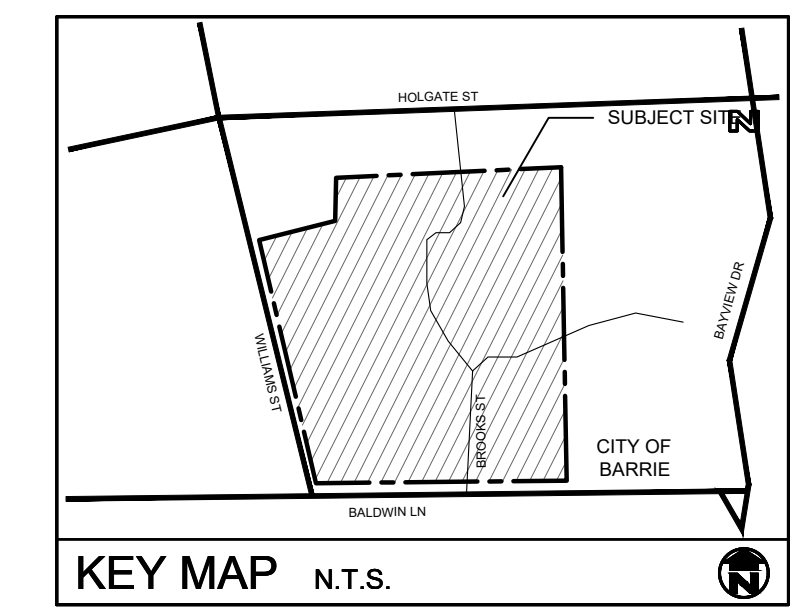 HOLGATE ST
SUBJECT SITE
N
BAYVIEW DR
WILLIAMS ST
BROOKS ST
CITY OF
BARRIE
BALDWIN LN
KEY MAP N.T.S.
N